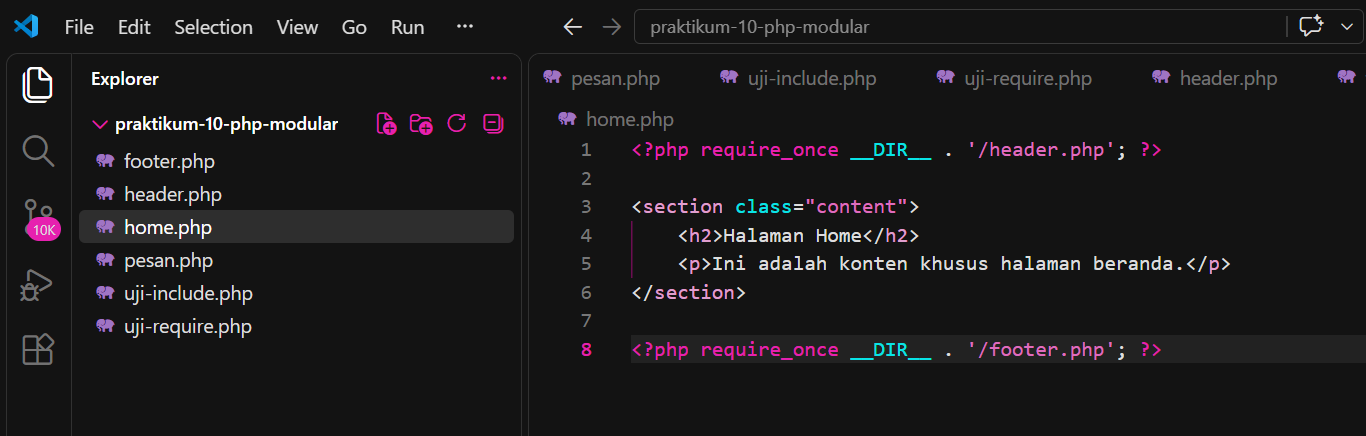 File Edit Selection View Go Run ···
praktikum-10-php-modular
Explorer ···
praktikum-10-php-modular
footer.php
header.php
home.php
10K
pesan.php
uji-include.php
uji-require.php
pesan.php uji-include.php uji-require.php header.php
home.php
1 <?php require_once __DIR__ . '/header.php'; ?>
2
3 <section class="content">
4     <h2>Halaman Home</h2>
5     <p>Ini adalah konten khusus halaman beranda.</p>
6 </section>
7
8 <?php require_once __DIR__ . '/footer.php'; ?>